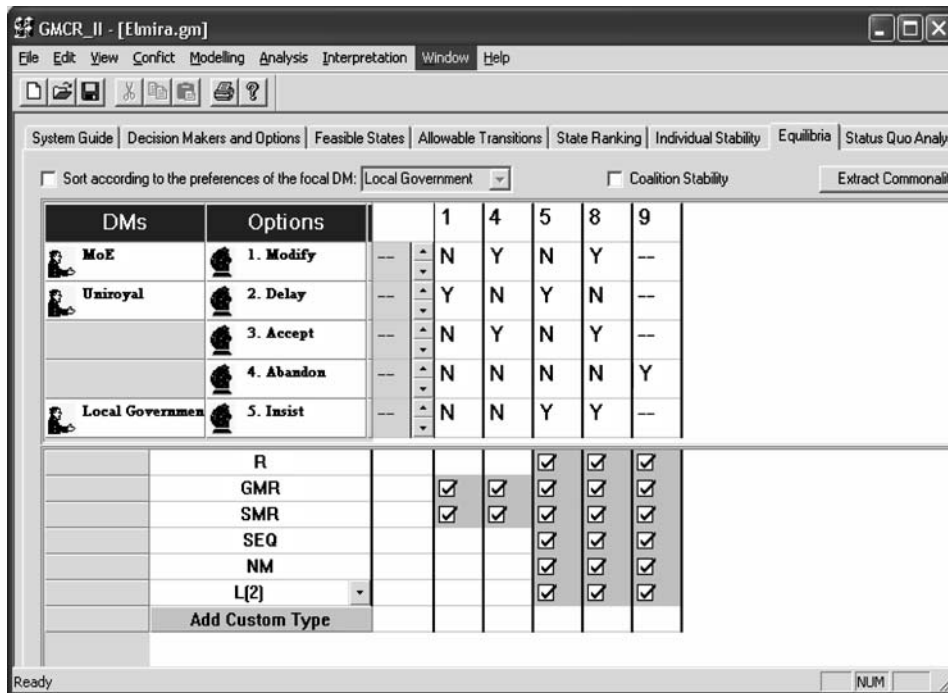 GMCR_II - [Elmira.gm]
File Edit View Confict Modelling Analysis Interpretation Window Help
System Guide Decision Makers and Options Feasible States Allowable Transitions State Ranking Individual Stability Equilibria Status Quo Analy
Sort according to the preferences of the focal DM: Local Government Coalition Stability Extract Commonalit
DMs Options 1 4 5 8 9
MoE 1. Modify -- N Y N Y --
Uniroyal 2. Delay -- Y N Y N --
3. Accept -- N Y N Y --
4. Abandon -- N N N N Y
Local Governmen 5. Insist -- N N Y Y --
R
GMR
SMR
SEQ
NM
L(2)
Add Custom Type
Ready NUM